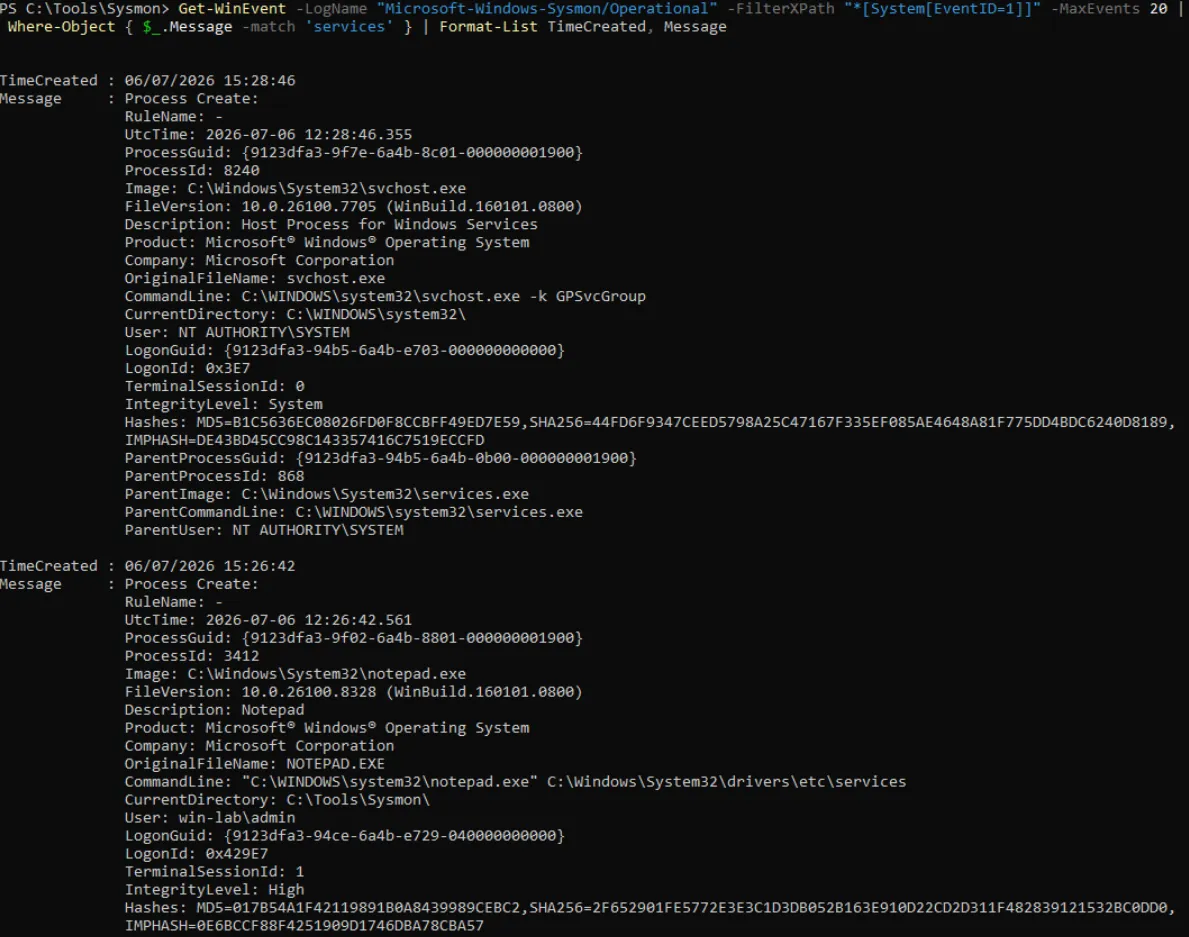 PS C:\Tools\Sysmon> Get-WinEvent -LogName "Microsoft-Windows-Sysmon/Operational" -FilterXPath "*[System[EventID=1]]" -MaxEvents 20 |
Where-Object { $_.Message -match 'services' } | Format-List TimeCreated, Message
TimeCreated : 06/07/2026 15:28:46
Message     : Process Create:
RuleName: -
UtcTime: 2026-07-06 12:28:46.355
ProcessGuid: {9123dfa3-9f7e-6a4b-8c01-000000001900}
ProcessId: 8240
Image: C:\Windows\System32\svchost.exe
FileVersion: 10.0.26100.7705 (WinBuild.160101.0800)
Description: Host Process for Windows Services
Product: Microsoft® Windows® Operating System
Company: Microsoft Corporation
OriginalFileName: svchost.exe
CommandLine: C:\WINDOWS\system32\svchost.exe -k GPSvcGroup
CurrentDirectory: C:\WINDOWS\system32\
User: NT AUTHORITY\SYSTEM
LogonGuid: {9123dfa3-94b5-6a4b-e703-000000000000}
LogonId: 0x3E7
TerminalSessionId: 0
IntegrityLevel: System
Hashes: MD5=B1C5636EC08026FD0F8CCBFF49ED7E59,SHA256=44FD6F9347CEED5798A25C47167F335EF085AE4648A81F775DD4BDC6240D8189,
IMPHASH=DE43BD45CC98C143357416C7519ECCFD
ParentProcessGuid: {9123dfa3-94b5-6a4b-0b00-000000001900}
ParentProcessId: 868
ParentImage: C:\Windows\System32\services.exe
ParentCommandLine: C:\WINDOWS\system32\services.exe
ParentUser: NT AUTHORITY\SYSTEM
TimeCreated : 06/07/2026 15:26:42
Message     : Process Create:
RuleName: -
UtcTime: 2026-07-06 12:26:42.561
ProcessGuid: {9123dfa3-9f02-6a4b-8801-000000001900}
ProcessId: 3412
Image: C:\Windows\System32\notepad.exe
FileVersion: 10.0.26100.8328 (WinBuild.160101.0800)
Description: Notepad
Product: Microsoft® Windows® Operating System
Company: Microsoft Corporation
OriginalFileName: NOTEPAD.EXE
CommandLine: "C:\WINDOWS\system32\notepad.exe" C:\Windows\System32\drivers\etc\services
CurrentDirectory: C:\Tools\Sysmon\
User: win-lab\admin
LogonGuid: {9123dfa3-94ce-6a4b-e729-040000000000}
LogonId: 0x429E7
TerminalSessionId: 1
IntegrityLevel: High
Hashes: MD5=017B54A1F42119891B0A8439989CEBC2,SHA256=2F652901FE5772E3E3C1D3DB052B163E910D22CD2D311F482839121532BC0DD0,
IMPHASH=0E6BCCF88F4251909D1746DBA78CBA57